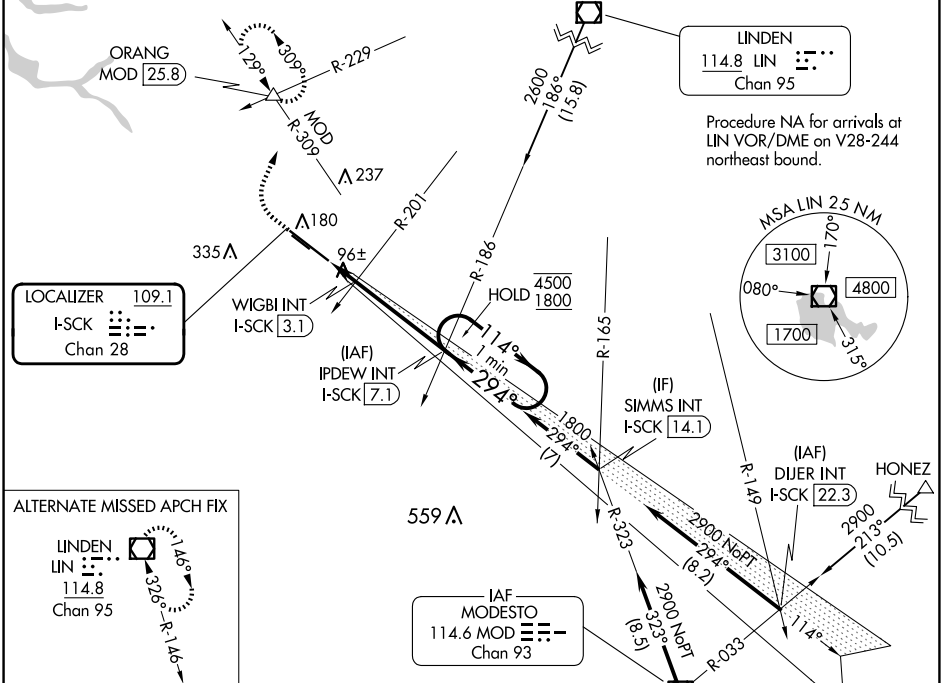 ORANG
MOD 25.8
129°
309°
R-229
MOD
R-309
237
2600
186°
(15.8)
LINDEN
114.8 LIN
Chan 95
Procedure NA for arrivals at
LIN VOR/DME on V28-244
northeast bound.
335
180
96±
R-201
R-186
HOLD 4500
1800
R-165
MSA LIN 25 NM
3100
170°
080°
4800
1700
315°
LOCALIZER 109.1
I-SCK
Chan 28
WIGBI INT
I-SCK 3.1
(IAF)
IPDEW INT
I-SCK 7.1
114°
1 min
294°
1800
294°
(7)
(IF)
SIMMS INT
I-SCK 14.1
R-149
(IAF)
DIJER INT
I-SCK 22.3
HONEZ
2900
213°
(10.5)
ALTERNATE MISSED APCH FIX
LINDEN
LIN
114.8
Chan 95
146°
326°
R-146
559
R-323
2900 NoPT
294°
(8.2)
IAF
MODESTO
114.6 MOD
Chan 93
2900 NoPT
323°
(8.5)
R-033
114°